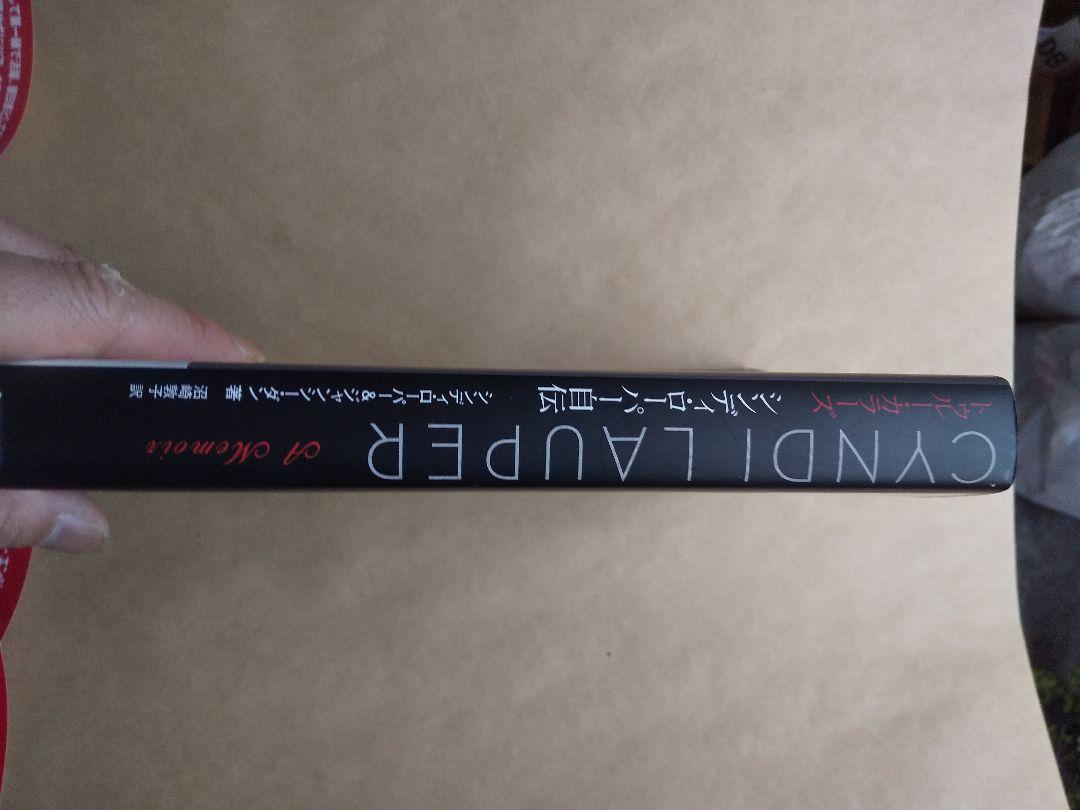 CYNDI LAUPER
A Memoir
トゥルー・カラーズ
シンディ・ローパー自伝
シンディ・ローパー&ジャンシー・ダン 著
沼崎敦子 訳